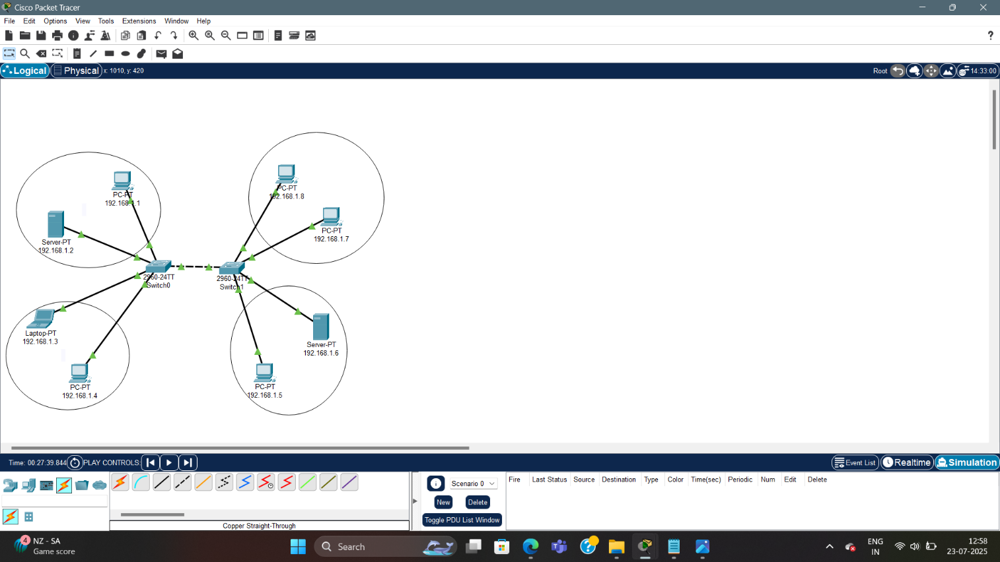 Cisco Packet Tracer
File Edit Options View Tools Extensions Window Help
?
Logical Physical x: 1010, y: 420 Root 14:33:00
PC-PT
192.168.1.1
Server-PT
192.168.1.2
PC-PT
192.168.1.8
PC-PT
192.168.1.7
2960-24TT
Switch0
2960-24TT
Switch1
Laptop-PT
192.168.1.3
PC-PT
192.168.1.4
Server-PT
192.168.1.6
PC-PT
192.168.1.5
Time: 00:27:39.844 PLAY CONTROLS: Event List Realtime Simulation
Scenario 0
New Delete
Toggle PDU List Window
Fire Last Status Source Destination Type Color Time(sec) Periodic Num Edit Delete
Copper Straight-Through
4
NZ - SA
Game score
Search
ENG
IN
12:58
23-07-2025